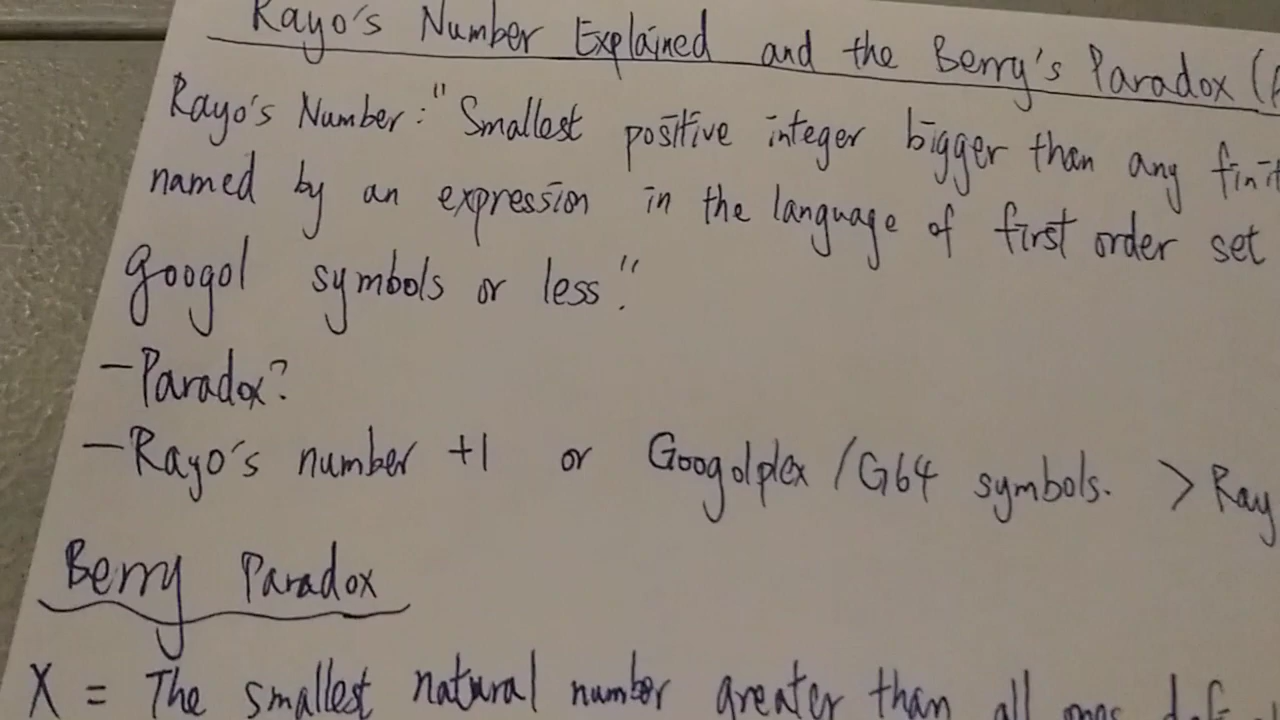 Rayo's Number Explained and the Berry's Paradox (
Rayo's Number: "Smallest positive integer bigger than any
named by an expression in the language of first order set
googol symbols or less".
- Paradox?
- Rayo's number +1 or Googolplex / G64 symbols. > Ray
Berry Paradox
X = The smallest natural number greater than all